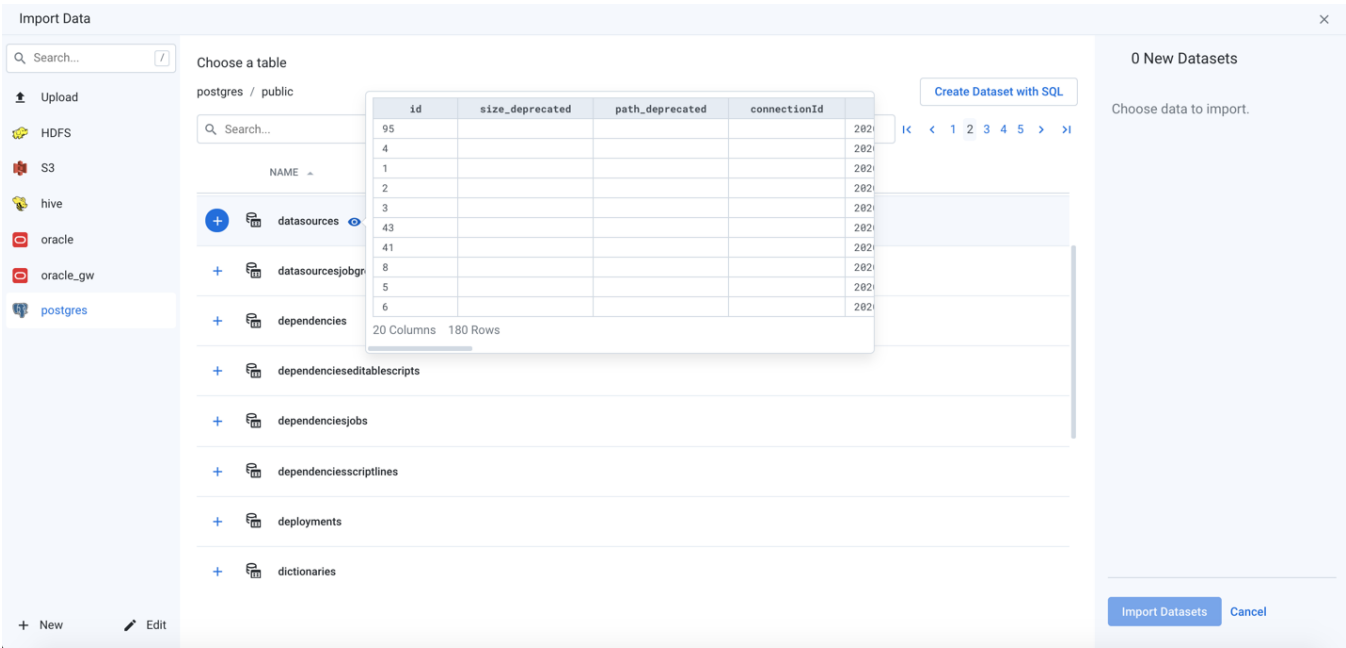 Import Data
Search... /
Upload
HDFS
S3
hive
oracle
oracle_gw
postgres
New Edit
Choose a table
postgres / public
Create Dataset with SQL
Search...
1 2 3 4 5
NAME
datasources
dependencies
dependencieseditablescripts
dependenciesjobs
dependenciesscriptlines
deployments
dictionaries
id size_deprecated path_deprecated connectionId
95
4
1
2
3
43
41
8
5
6
20 Columns 180 Rows
0 New Datasets
Choose data to import.
Import Datasets Cancel